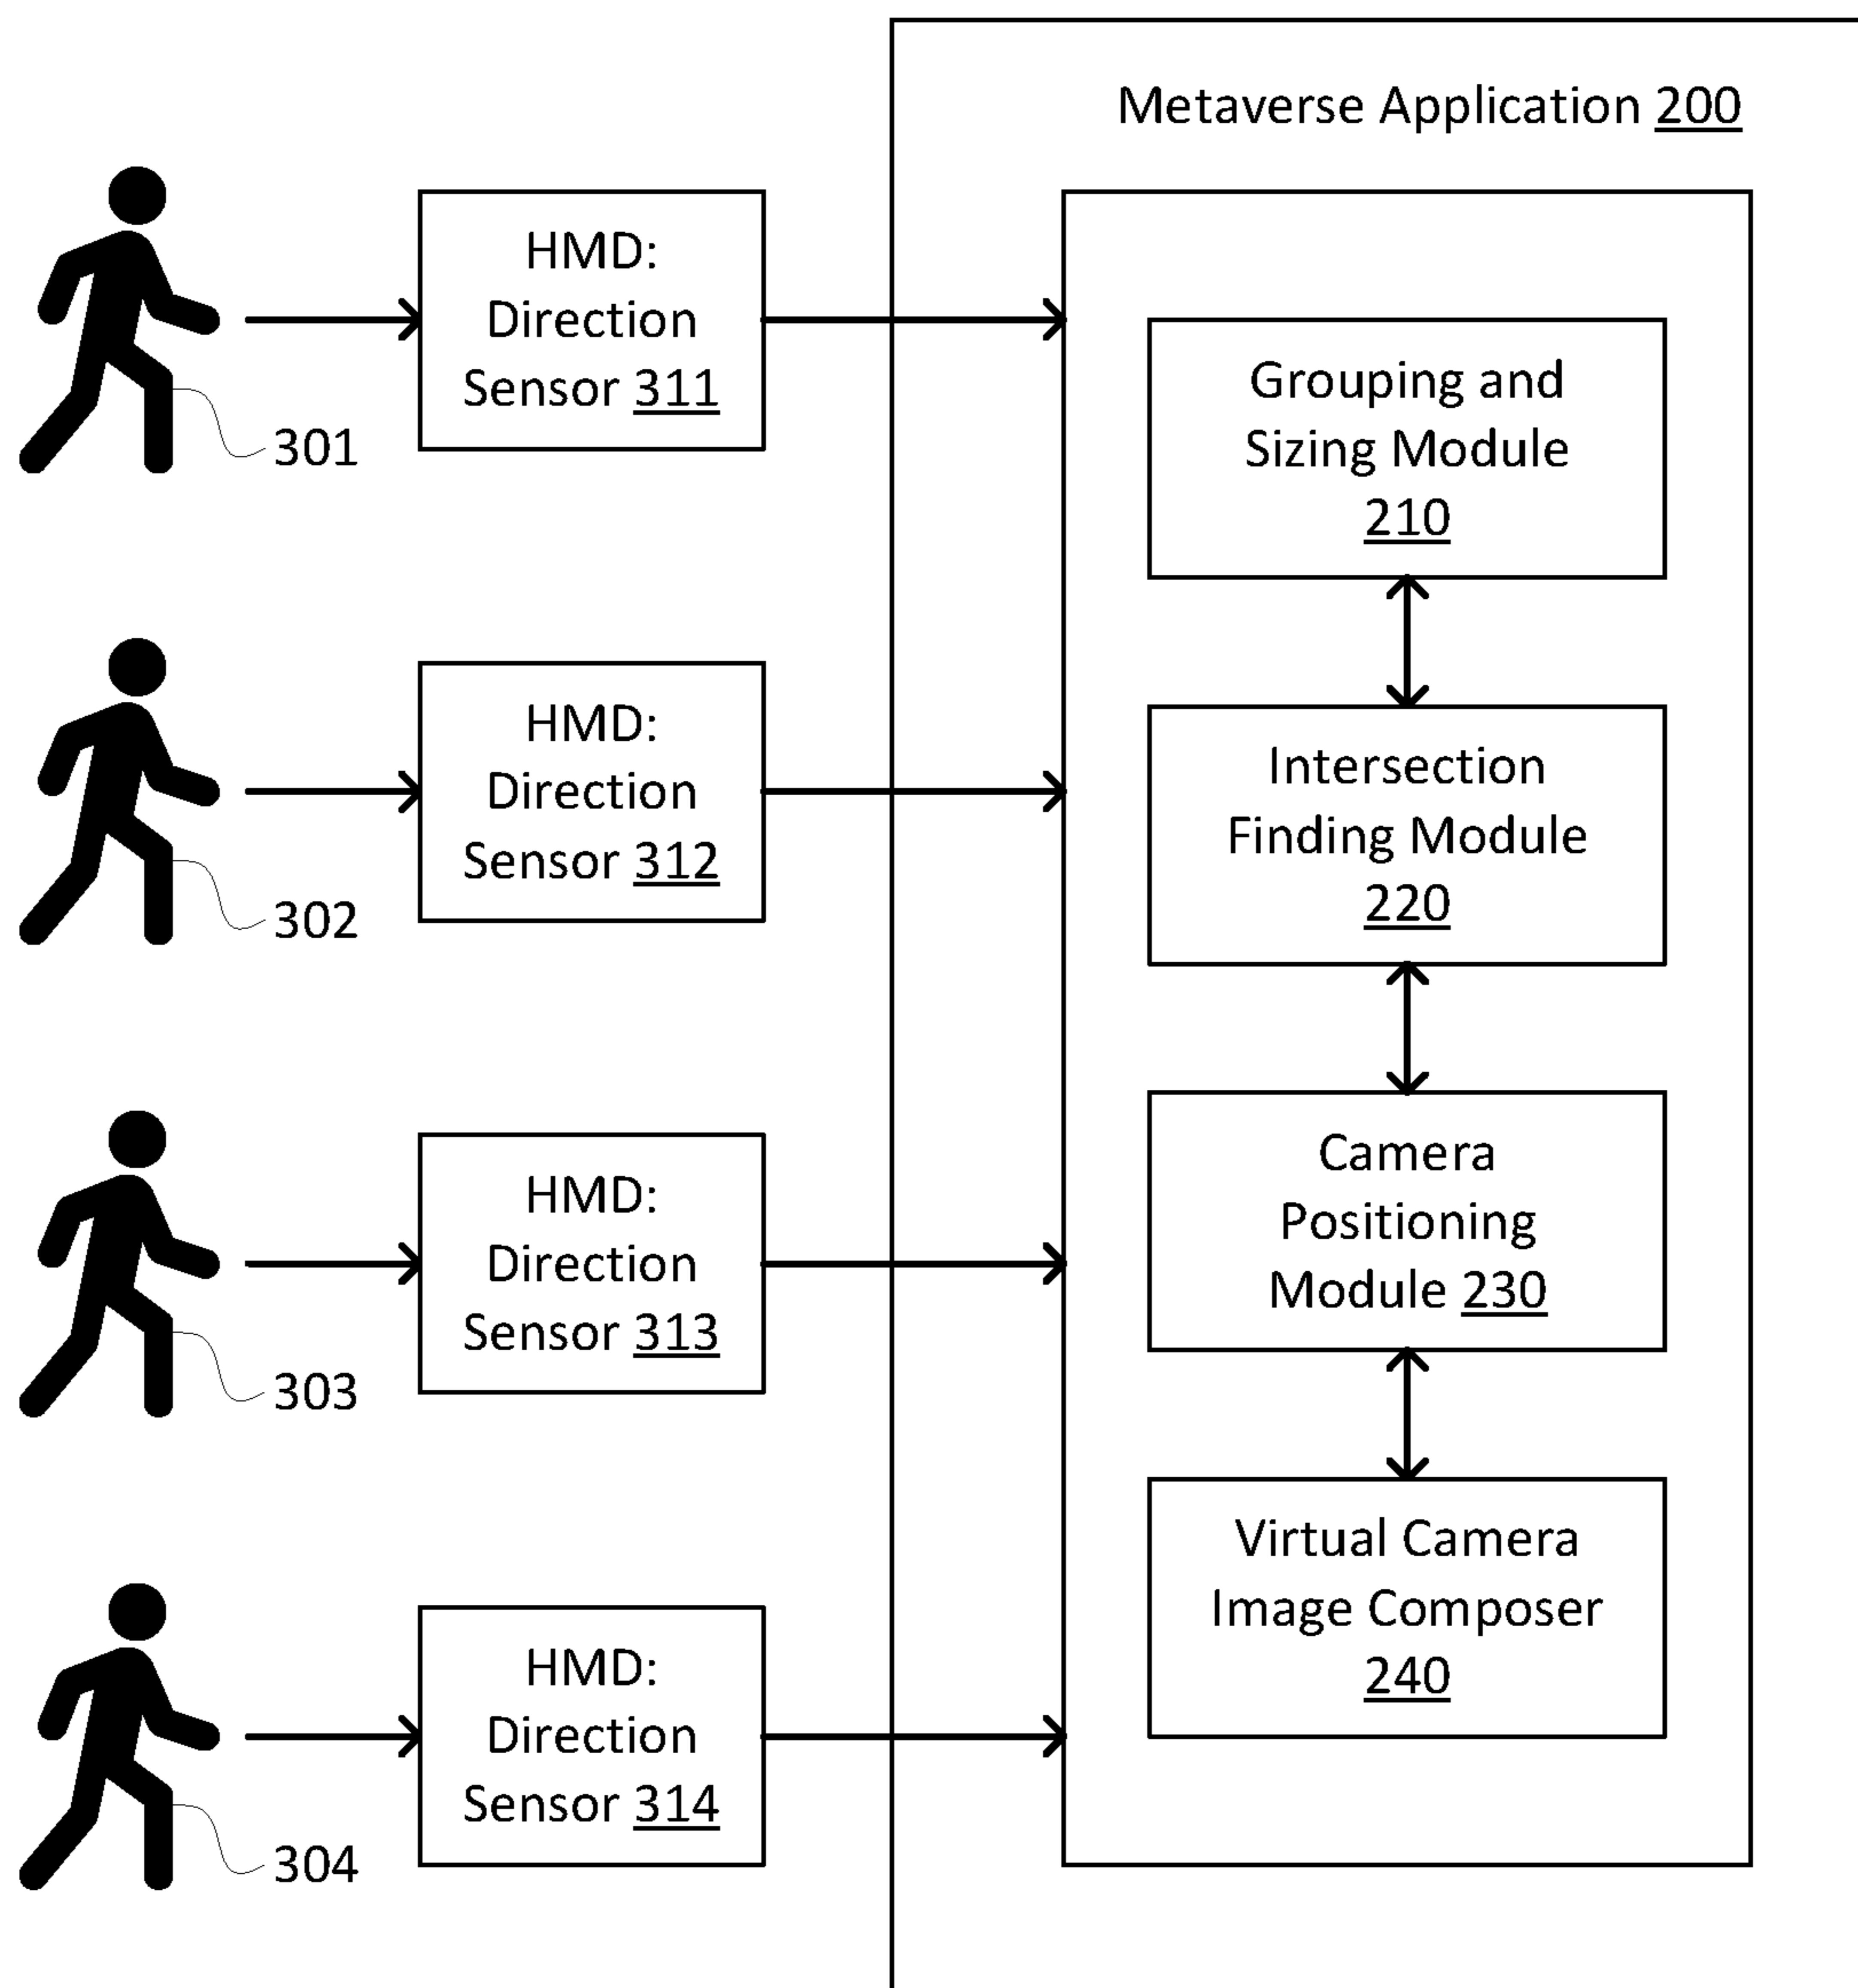 Metaverse Application 200
HMD:
Direction
Sensor 311
301
HMD:
Direction
Sensor 312
302
HMD:
Direction
Sensor 313
303
HMD:
Direction
Sensor 314
304
Grouping and
Sizing Module
210
Intersection
Finding Module
220
Camera
Positioning
Module 230
Virtual Camera
Image Composer
240